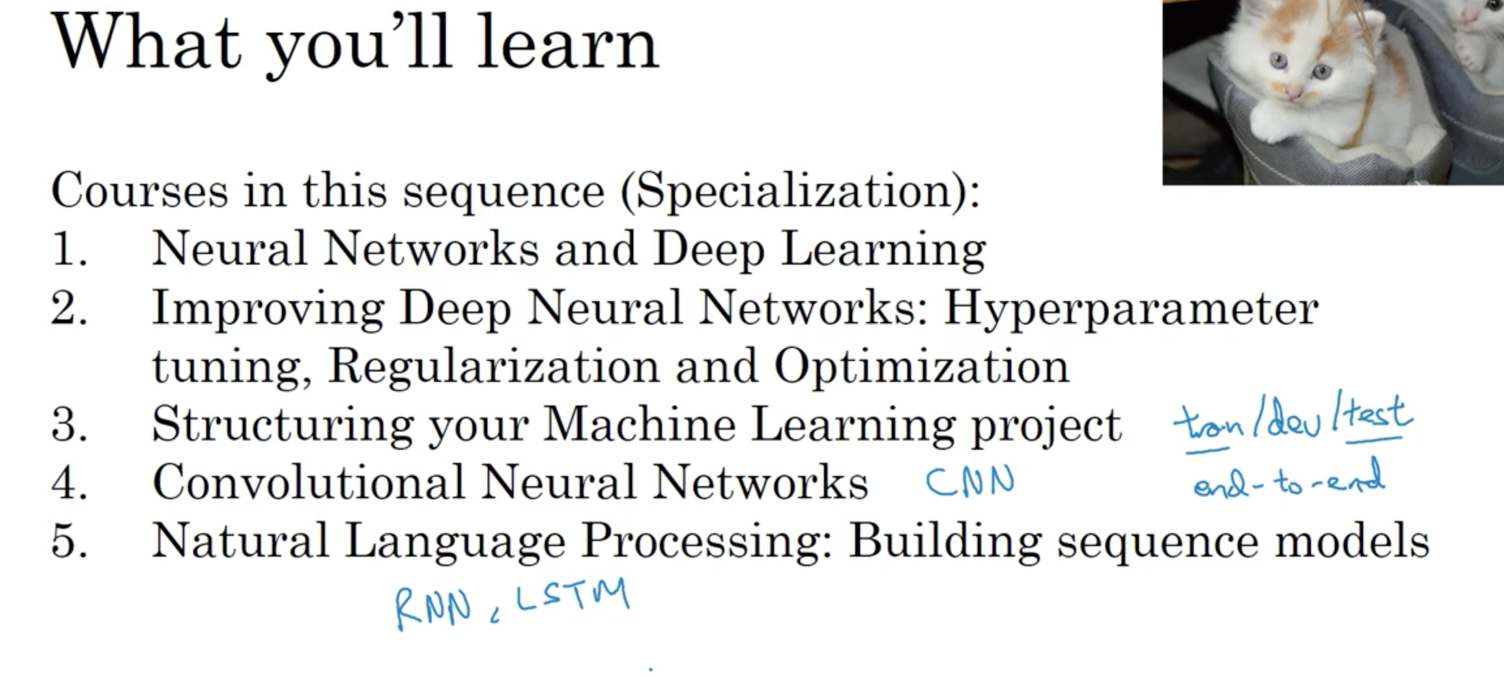 What you’ll learn
Courses in this sequence (Specialization):
1. Neural Networks and Deep Learning
2. Improving Deep Neural Networks: Hyperparameter
tuning, Regularization and Optimization
3. Structuring your Machine Learning project train/dev/test
4. Convolutional Neural Networks CNN end-to-end
5. Natural Language Processing: Building sequence models
RNN, LSTM